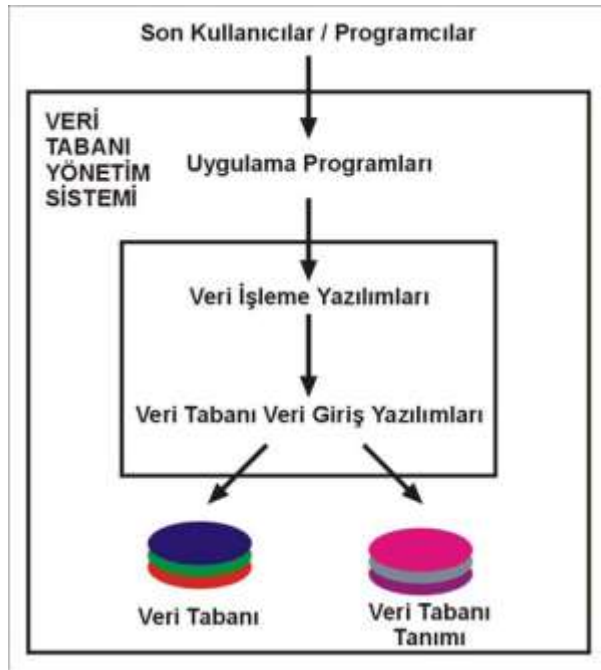 Son Kullanıcılar / Programcılar
VERİ
TABANI
YÖNETİM
SİSTEMİ
Uygulama Programları
Veri İşleme Yazılımları
Veri Tabanı Veri Giriş Yazılımları
Veri Tabanı
Veri Tabanı
Tanımı